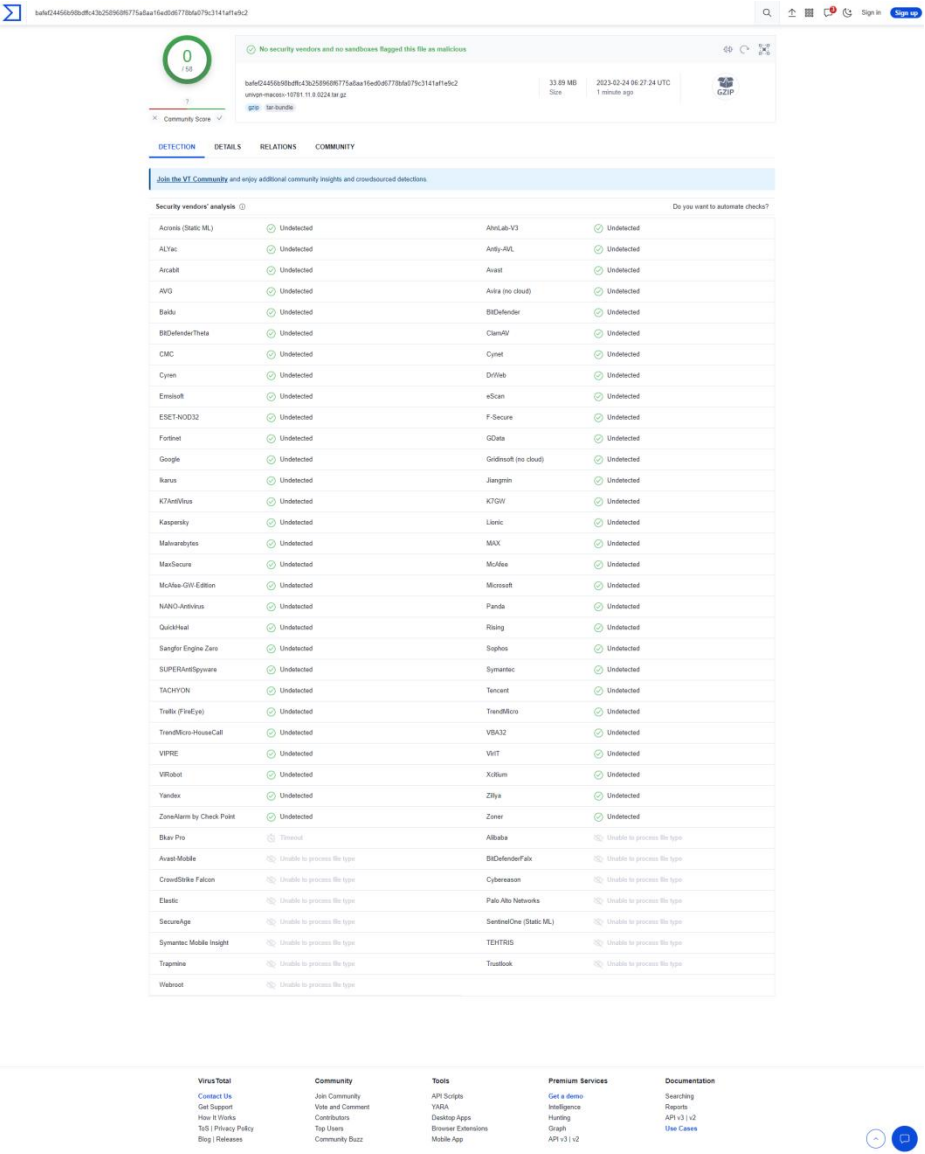 bafef24456b98bdffc43b258968f6775a8aa16ed0d6778bfa079c3141af1e9c2
3
Sign in
Sign up
0
/ 58
?
Community Score
No security vendors and no sandboxes flagged this file as malicious
bafef24456b98bdffc43b258968f6775a8aa16ed0d6778bfa079c3141af1e9c2
univpn-macosx-10781.11.0.0224.tar.gz
gzip tar-bundle
33.89 MB
Size
2023-02-24 06:27:24 UTC
1 minute ago
GZIP
DETECTION DETAILS RELATIONS COMMUNITY
Join the VT Community and enjoy additional community insights and crowdsourced detections.
Security vendors' analysis Do you want to automate checks?
Acronis (Static ML) Undetected AhnLab-V3 Undetected
ALYac Undetected Antiy-AVL Undetected
Arcabit Undetected Avast Undetected
AVG Undetected Avira (no cloud) Undetected
Baidu Undetected BitDefender Undetected
BitDefenderTheta Undetected ClamAV Undetected
CMC Undetected Cynet Undetected
Cyren Undetected DrWeb Undetected
Emsisoft Undetected eScan Undetected
ESET-NOD32 Undetected F-Secure Undetected
Fortinet Undetected GData Undetected
Google Undetected Gridinsoft (no cloud) Undetected
Ikarus Undetected Jiangmin Undetected
K7AntiVirus Undetected K7GW Undetected
Kaspersky Undetected Lionic Undetected
Malwarebytes Undetected MAX Undetected
MaxSecure Undetected McAfee Undetected
McAfee-GW-Edition Undetected Microsoft Undetected
NANO-Antivirus Undetected Panda Undetected
QuickHeal Undetected Rising Undetected
Sangfor Engine Zero Undetected Sophos Undetected
SUPERAntiSpyware Undetected Symantec Undetected
TACHYON Undetected Tencent Undetected
Trellix (FireEye) Undetected TrendMicro Undetected
TrendMicro-HouseCall Undetected VBA32 Undetected
VIPRE Undetected VirIT Undetected
ViRobot Undetected Xcitium Undetected
Yandex Undetected Zillya Undetected
ZoneAlarm by Check Point Undetected Zoner Undetected
Bkav Pro Timeout Alibaba Unable to process file type
Avast-Mobile Unable to process file type BitDefenderFalx Unable to process file type
CrowdStrike Falcon Unable to process file type Cybereason Unable to process file type
Elastic Unable to process file type Palo Alto Networks Unable to process file type
SecureAge Unable to process file type SentinelOne (Static ML) Unable to process file type
Symantec Mobile Insight Unable to process file type TEHTRIS Unable to process file type
Trapmine Unable to process file type Trustlook Unable to process file type
Webroot Unable to process file type
VirusTotal Community Tools Premium Services Documentation
Contact Us Join Community API Scripts Get a demo Searching
Get Support Vote and Comment YARA Intelligence Reports
How It Works Contributors Desktop Apps Hunting API v3 | v2
ToS | Privacy Policy Top Users Browser Extensions Graph Use Cases
Blog | Releases Community Buzz Mobile App API v3 | v2